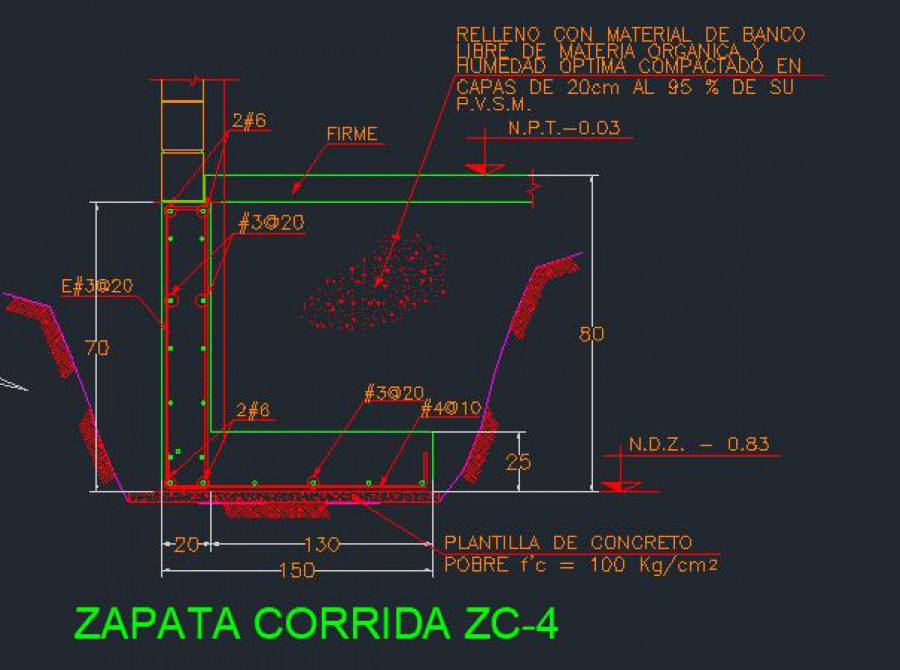 RELLENO CON MATERIAL DE BANCO
LIBRE DE MATERIA ORGANICA Y
HUMEDAD OPTIMA COMPACTADO EN
CAPAS DE 20cm AL 95 % DE SU
P.V.S.M.
2#6
FIRME
N.P.T.-0.03
#3@20
E#3@20
70
80
#3@20
2#6
#4@10
25
N.D.Z. - 0.83
20
130
150
PLANTILLA DE CONCRETO
POBRE f'c = 100 Kg/cm2
ZAPATA CORRIDA ZC-4